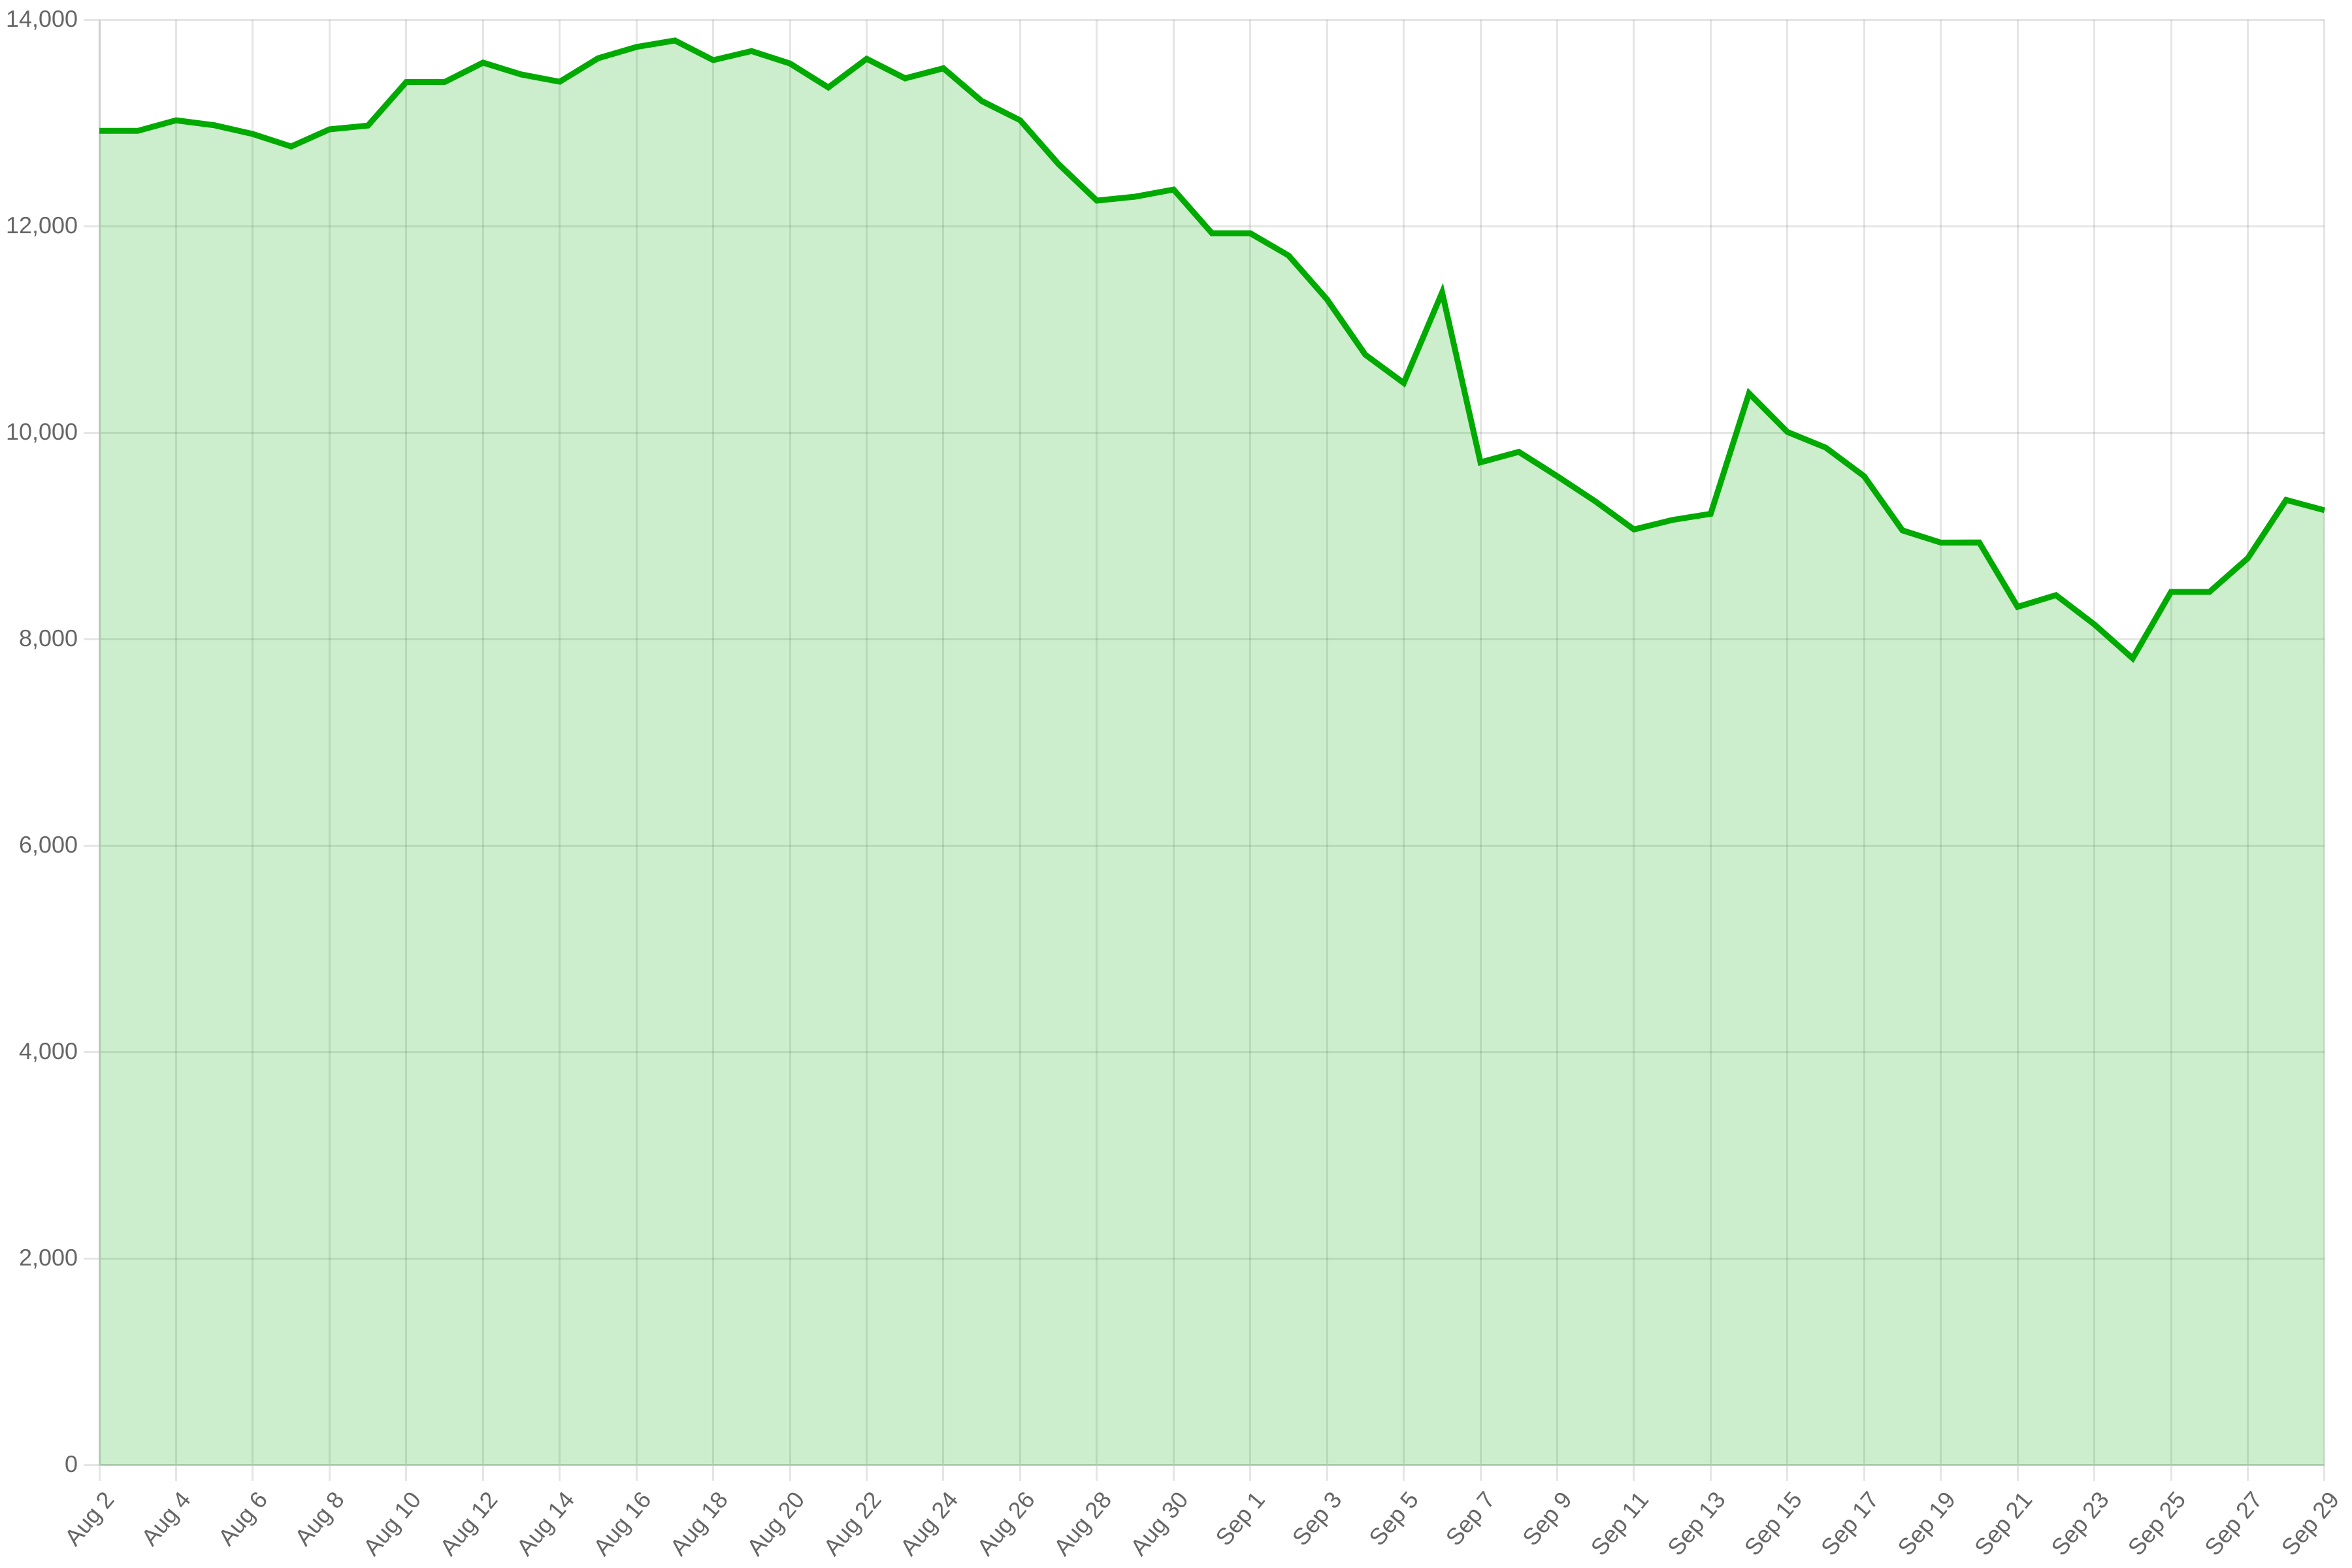 14,000
12,000
10,000
8,000
6,000
4,000
2,000
0
Aug 2
Aug 4
Aug 6
Aug 8
Aug 10
Aug 12
Aug 14
Aug 16
Aug 18
Aug 20
Aug 22
Aug 24
Aug 26
Aug 28
Aug 30
Sep 1
Sep 3
Sep 5
Sep 7
Sep 9
Sep 11
Sep 13
Sep 15
Sep 17
Sep 19
Sep 21
Sep 23
Sep 25
Sep 27
Sep 29